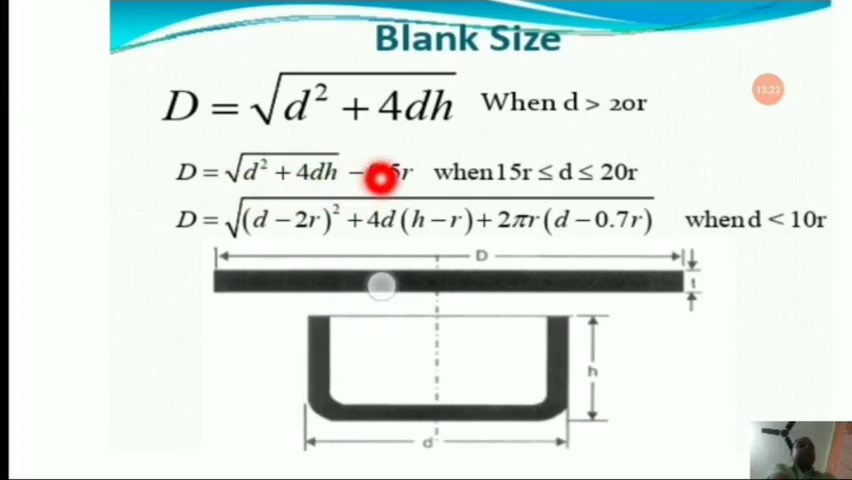 Blank Size
D = √(d² + 4dh) When d > 20r
13:22
D = √(d² + 4dh) − 5r when 15r ≤ d ≤ 20r
D = √((d − 2r)² + 4d(h − r) + 2πr(d − 0.7r)) when d < 10r
D
t
h
d